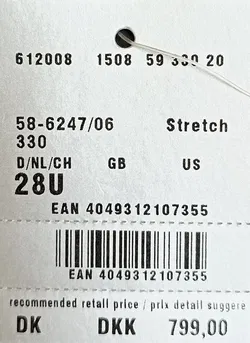 612008 1508 59 330 20
58-6247/06 Stretch
330
D/NL/CH GB US
28U
EAN 4049312107355
EAN 4049312107355
recommended retail price / prix detail suggere
DK DKK 799,00